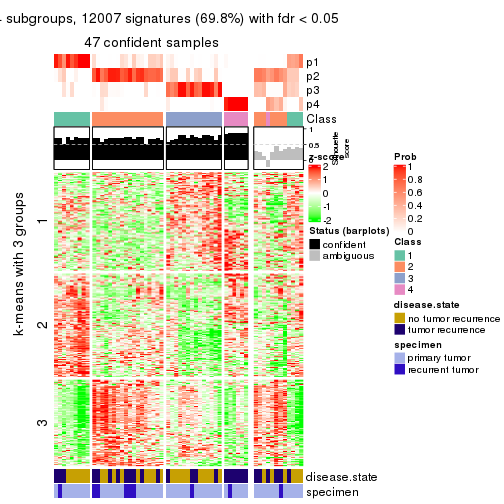 subgroups, 12007 signatures (69.8%) with fdr < 0.05
47 confident samples
p1
p2
p3
p4
Class
1
0.5
0
Silhouette
score
z-score
2
1
0
-1
-2
Status (barplots)
confident
ambiguous
Prob
1
0.8
0.6
0.4
0.2
0
Class
1
2
3
4
disease.state
no tumor recurrence
tumor recurrence
specimen
primary tumor
recurrent tumor
k-means with 3 groups
1
2
3
disease.state
specimen